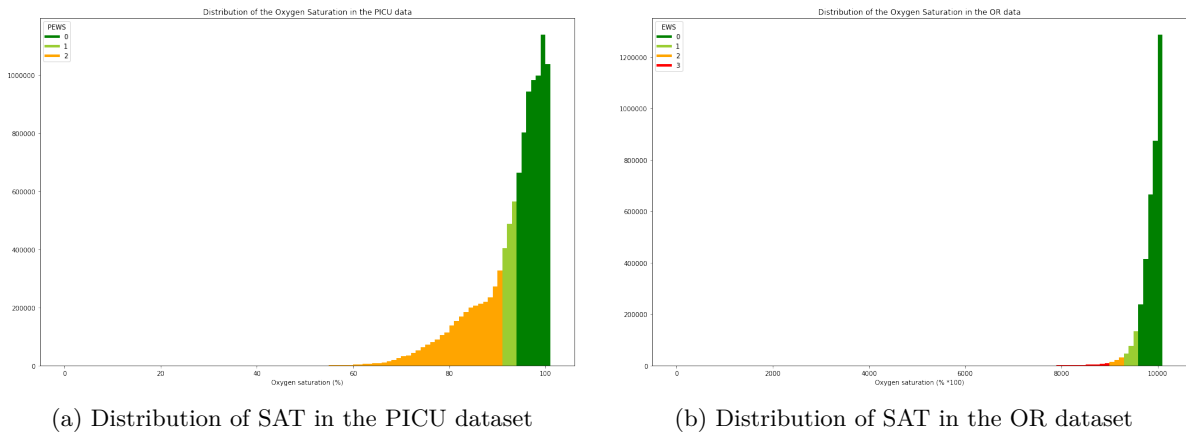 Distribution of the Oxygen Saturation in the PICU data
PEWS
0
1
2
1000000
800000
600000
400000
200000
0
0 20 40 60 80 100
Oxygen saturation (%)
(a) Distribution of SAT in the PICU dataset
Distribution of the Oxygen Saturation in the OR data
EWS
0
1
2
3
1200000
1000000
800000
600000
400000
200000
0
0 2000 4000 6000 8000 10000
Oxygen saturation (% *100)
(b) Distribution of SAT in the OR dataset